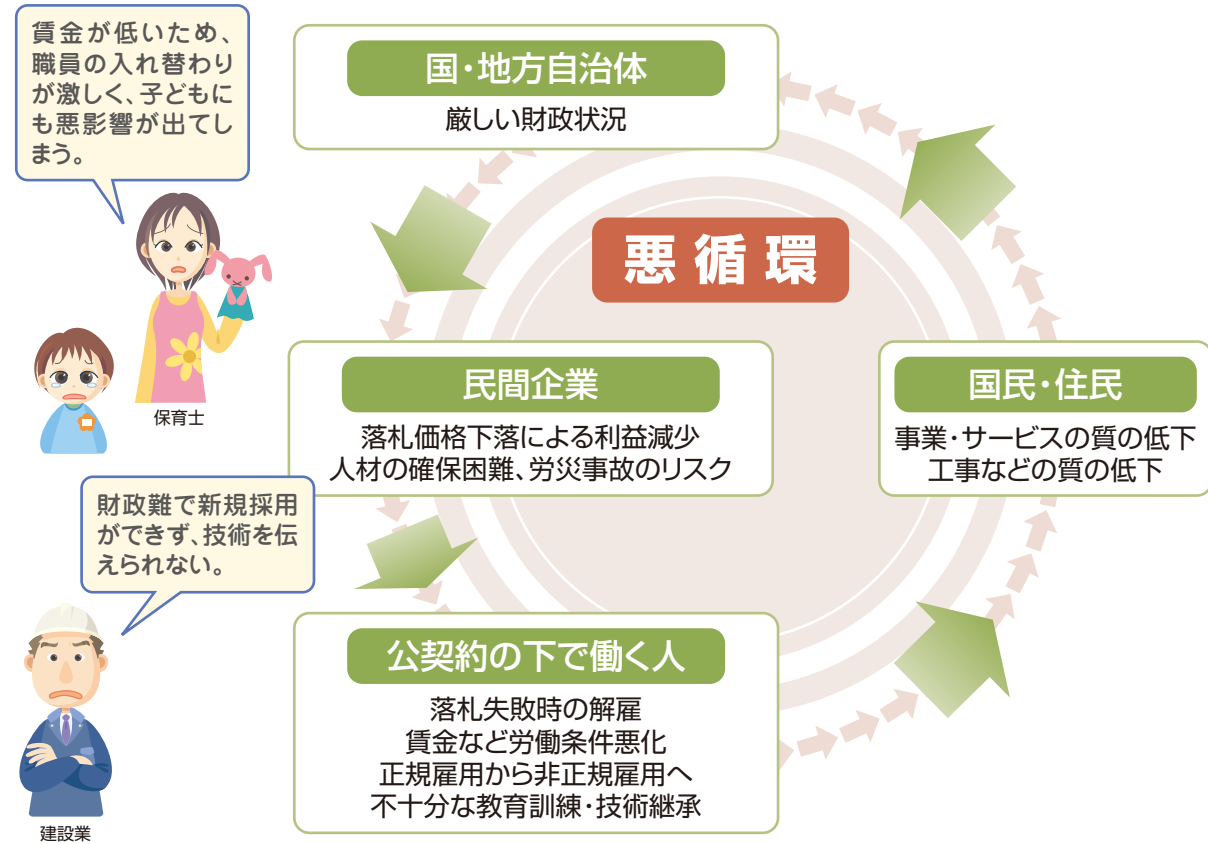 賃金が低いため、
職員の入れ替わり
が激しく、子どもに
も悪影響が出てし
まう。
保育士
国・地方自治体
厳しい財政状況
悪循環
民間企業
落札価格下落による利益減少
人材の確保困難、労災事故のリスク
国民・住民
事業・サービスの質の低下
工事などの質の低下
財政難で新規採用
ができず、技術を伝
えられない。
建設業
公契約の下で働く人
落札失敗時の解雇
賃金など労働条件悪化
正規雇用から非正規雇用へ
不十分な教育訓練・技術継承